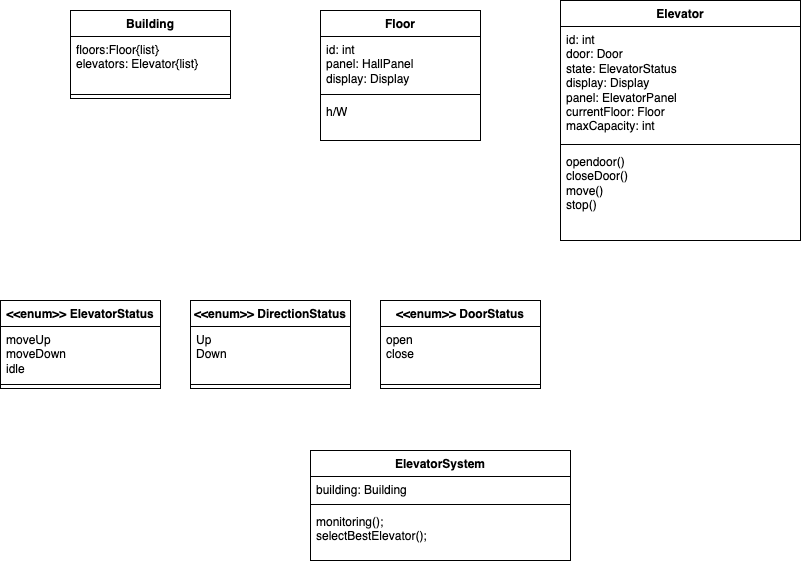 Building
floors:Floor{list}
elevators: Elevator{list}
Floor
id: int
panel: HallPanel
display: Display
h/W
Elevator
id: int
door: Door
state: ElevatorStatus
display: Display
panel: ElevatorPanel
currentFloor: Floor
maxCapacity: int
opendoor()
closeDoor()
move()
stop()
<<enum>> ElevatorStatus
moveUp
moveDown
idle
<<enum>> DirectionStatus
Up
Down
<<enum>> DoorStatus
open
close
ElevatorSystem
building: Building
monitoring();
selectBestElevator();